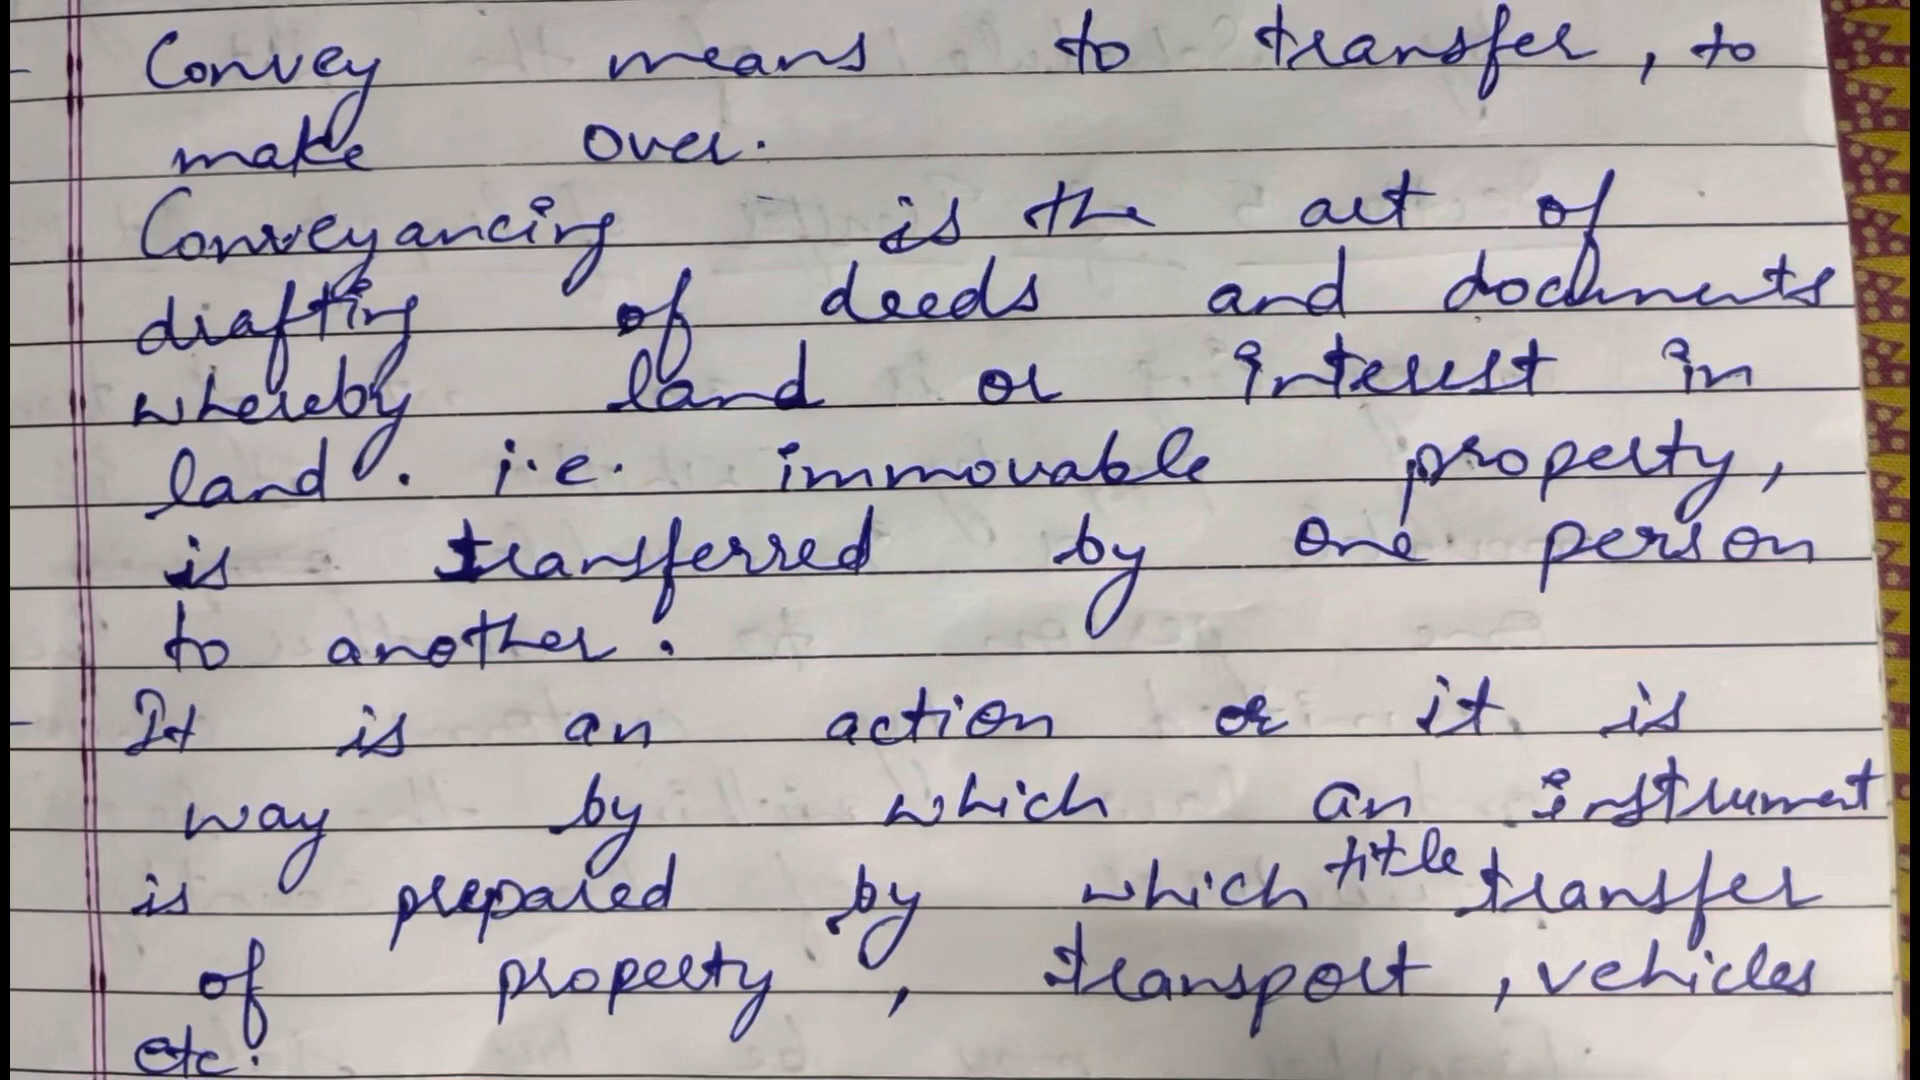 - Convey means to transfer, to
make over.
Conveyancing is the art of
drafting of deeds and documents
whereby land or interest in
land. i.e. immovable property,
is transferred by one person
to another.
- It is an action or it is
way by which an instrument
is prepared by which title transfer
of property, transport, vehicles
etc.